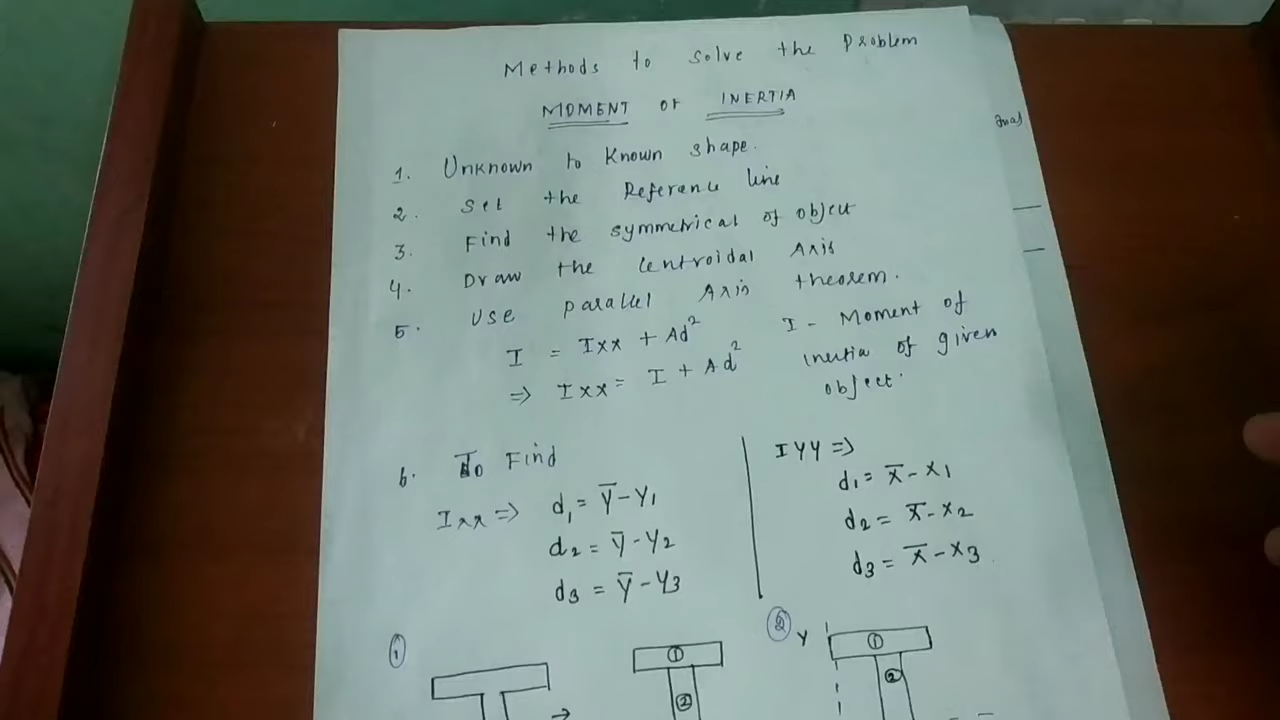 Methods to solve the Problem
MOMENT OF INERTIA
1. Unknown to Known shape.
2. Set the Reference line
3. Find the symmetrical of object
4. Draw the Centroidal Axis
5. Use parallel Axis theorem.
I = Ixx + Ad²
⇒ Ixx = I + Ad²
I - Moment of
inertia of given
object.
6. To Find
Ixx ⇒ d₁ = ȳ - y₁
d₂ = ȳ - y₂
d₃ = ȳ - y₃
IYY ⇒
d₁ = x̄ - x₁
d₂ = x̄ - x₂
d₃ = x̄ - x₃
①
①
②
②
Y
①
②